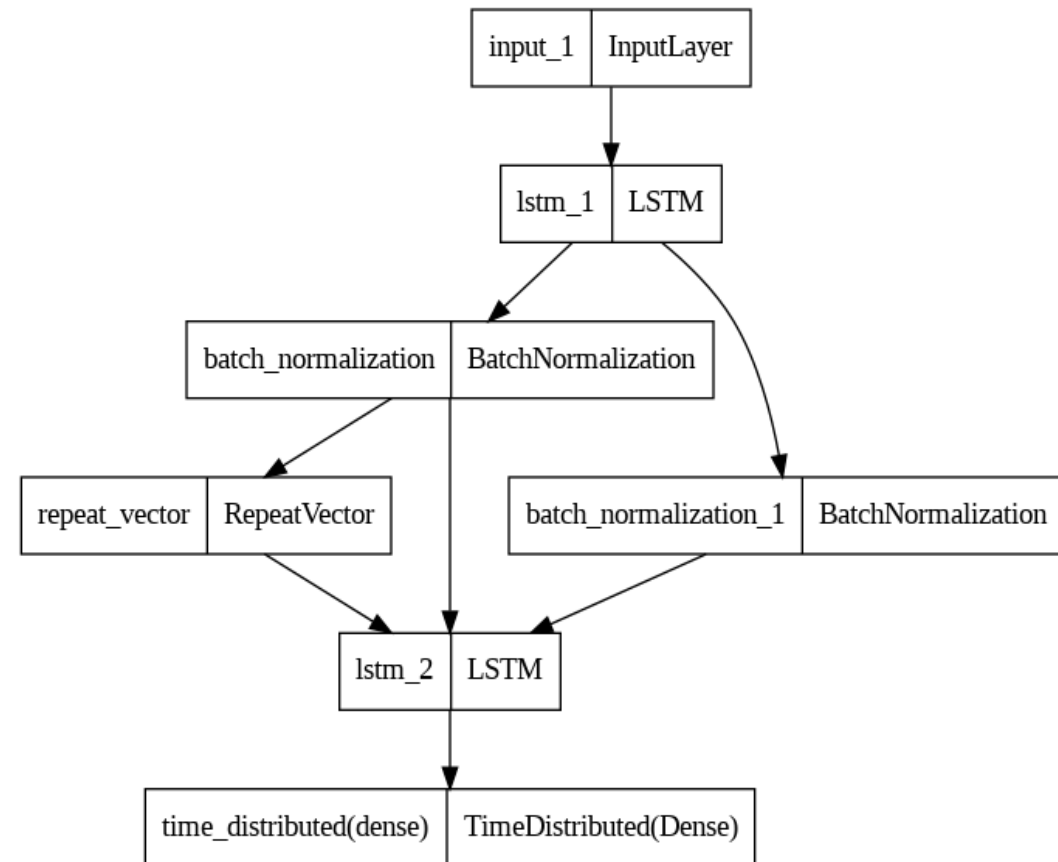 input_1 InputLayer
lstm_1 LSTM
batch_normalization BatchNormalization
repeat_vector RepeatVector
batch_normalization_1 BatchNormalization
lstm_2 LSTM
time_distributed(dense) TimeDistributed(Dense)